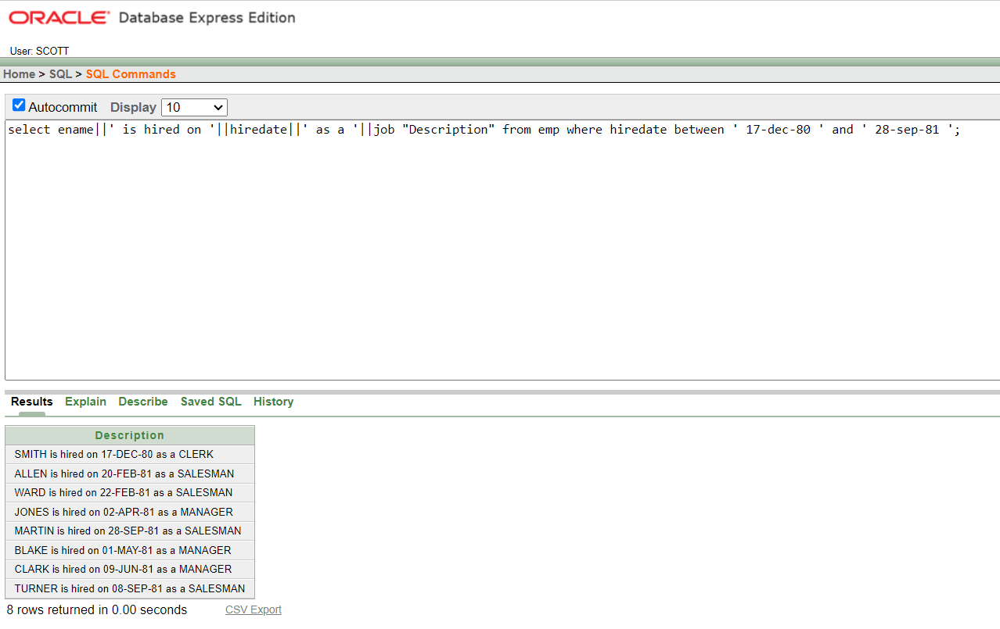 ORACLE® Database Express Edition
User: SCOTT
Home > SQL > SQL Commands
Autocommit Display 10
select ename||' is hired on '||hiredate||' as a '||job "Description" from emp where hiredate between ' 17-dec-80 ' and ' 28-sep-81 ';
Results Explain Describe Saved SQL History
Description
SMITH is hired on 17-DEC-80 as a CLERK
ALLEN is hired on 20-FEB-81 as a SALESMAN
WARD is hired on 22-FEB-81 as a SALESMAN
JONES is hired on 02-APR-81 as a MANAGER
MARTIN is hired on 28-SEP-81 as a SALESMAN
BLAKE is hired on 01-MAY-81 as a MANAGER
CLARK is hired on 09-JUN-81 as a MANAGER
TURNER is hired on 08-SEP-81 as a SALESMAN
8 rows returned in 0.00 seconds CSV Export